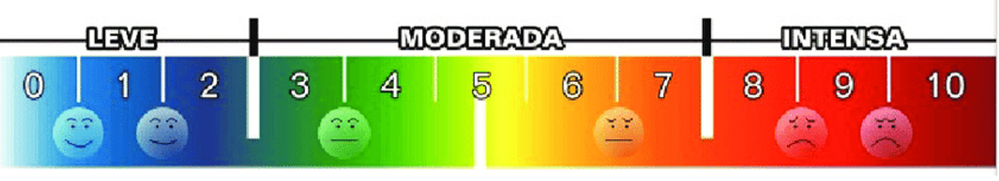 LEVE MODERADA INTENSA
0 1 2 3 4 5 6 7 8 9 10